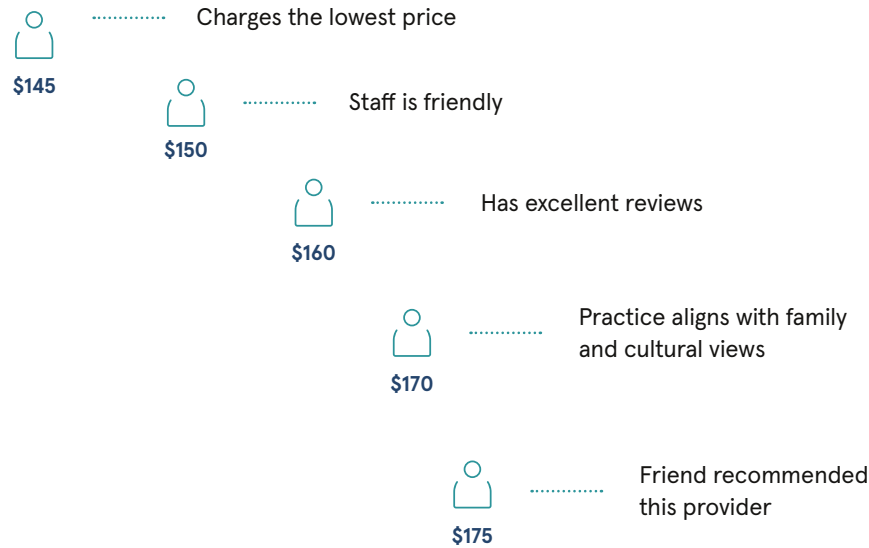 Charges the lowest price
$145
Staff is friendly
$150
Has excellent reviews
$160
Practice aligns with family
and cultural views
$170
Friend recommended
this provider
$175